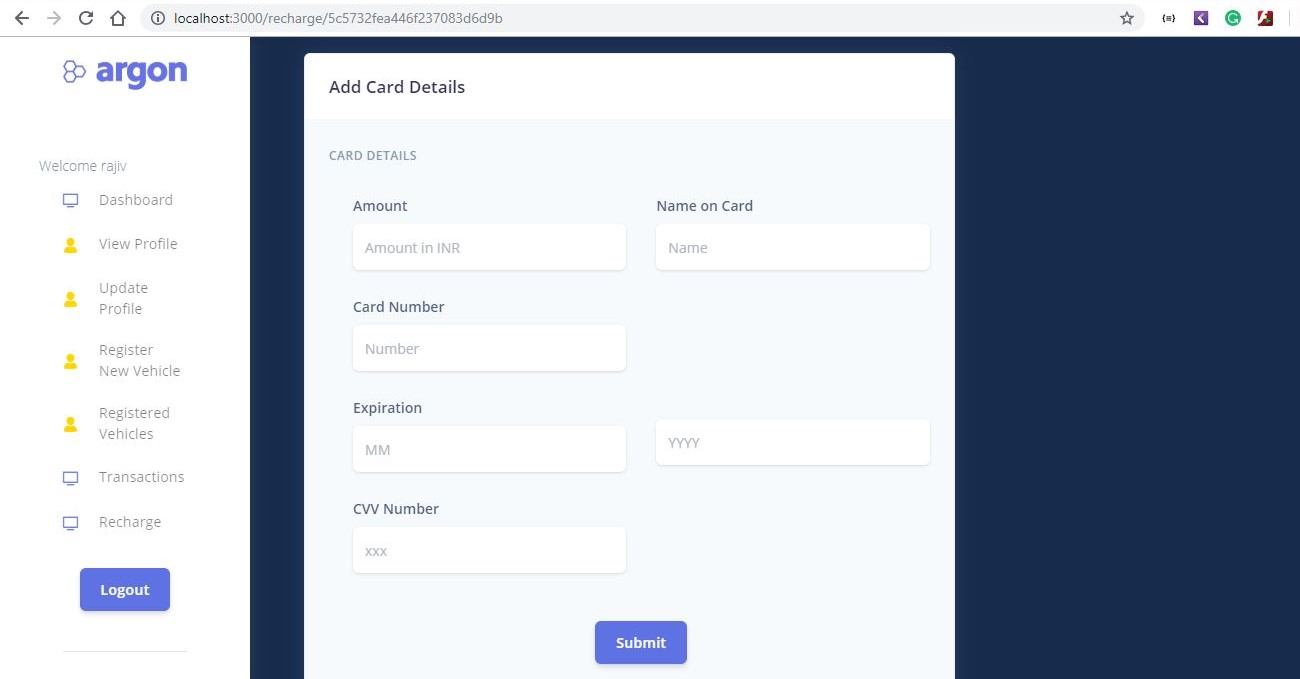 localhost:3000/recharge/5c5732fea446f237083d6d9b
argon
Welcome rajiv
Dashboard
View Profile
Update
Profile
Register
New Vehicle
Registered
Vehicles
Transactions
Recharge
Logout
Add Card Details
CARD DETAILS
Amount
Name on Card
Amount in INR
Name
Card Number
Number
Expiration
MM
YYYY
CVV Number
xxx
Submit